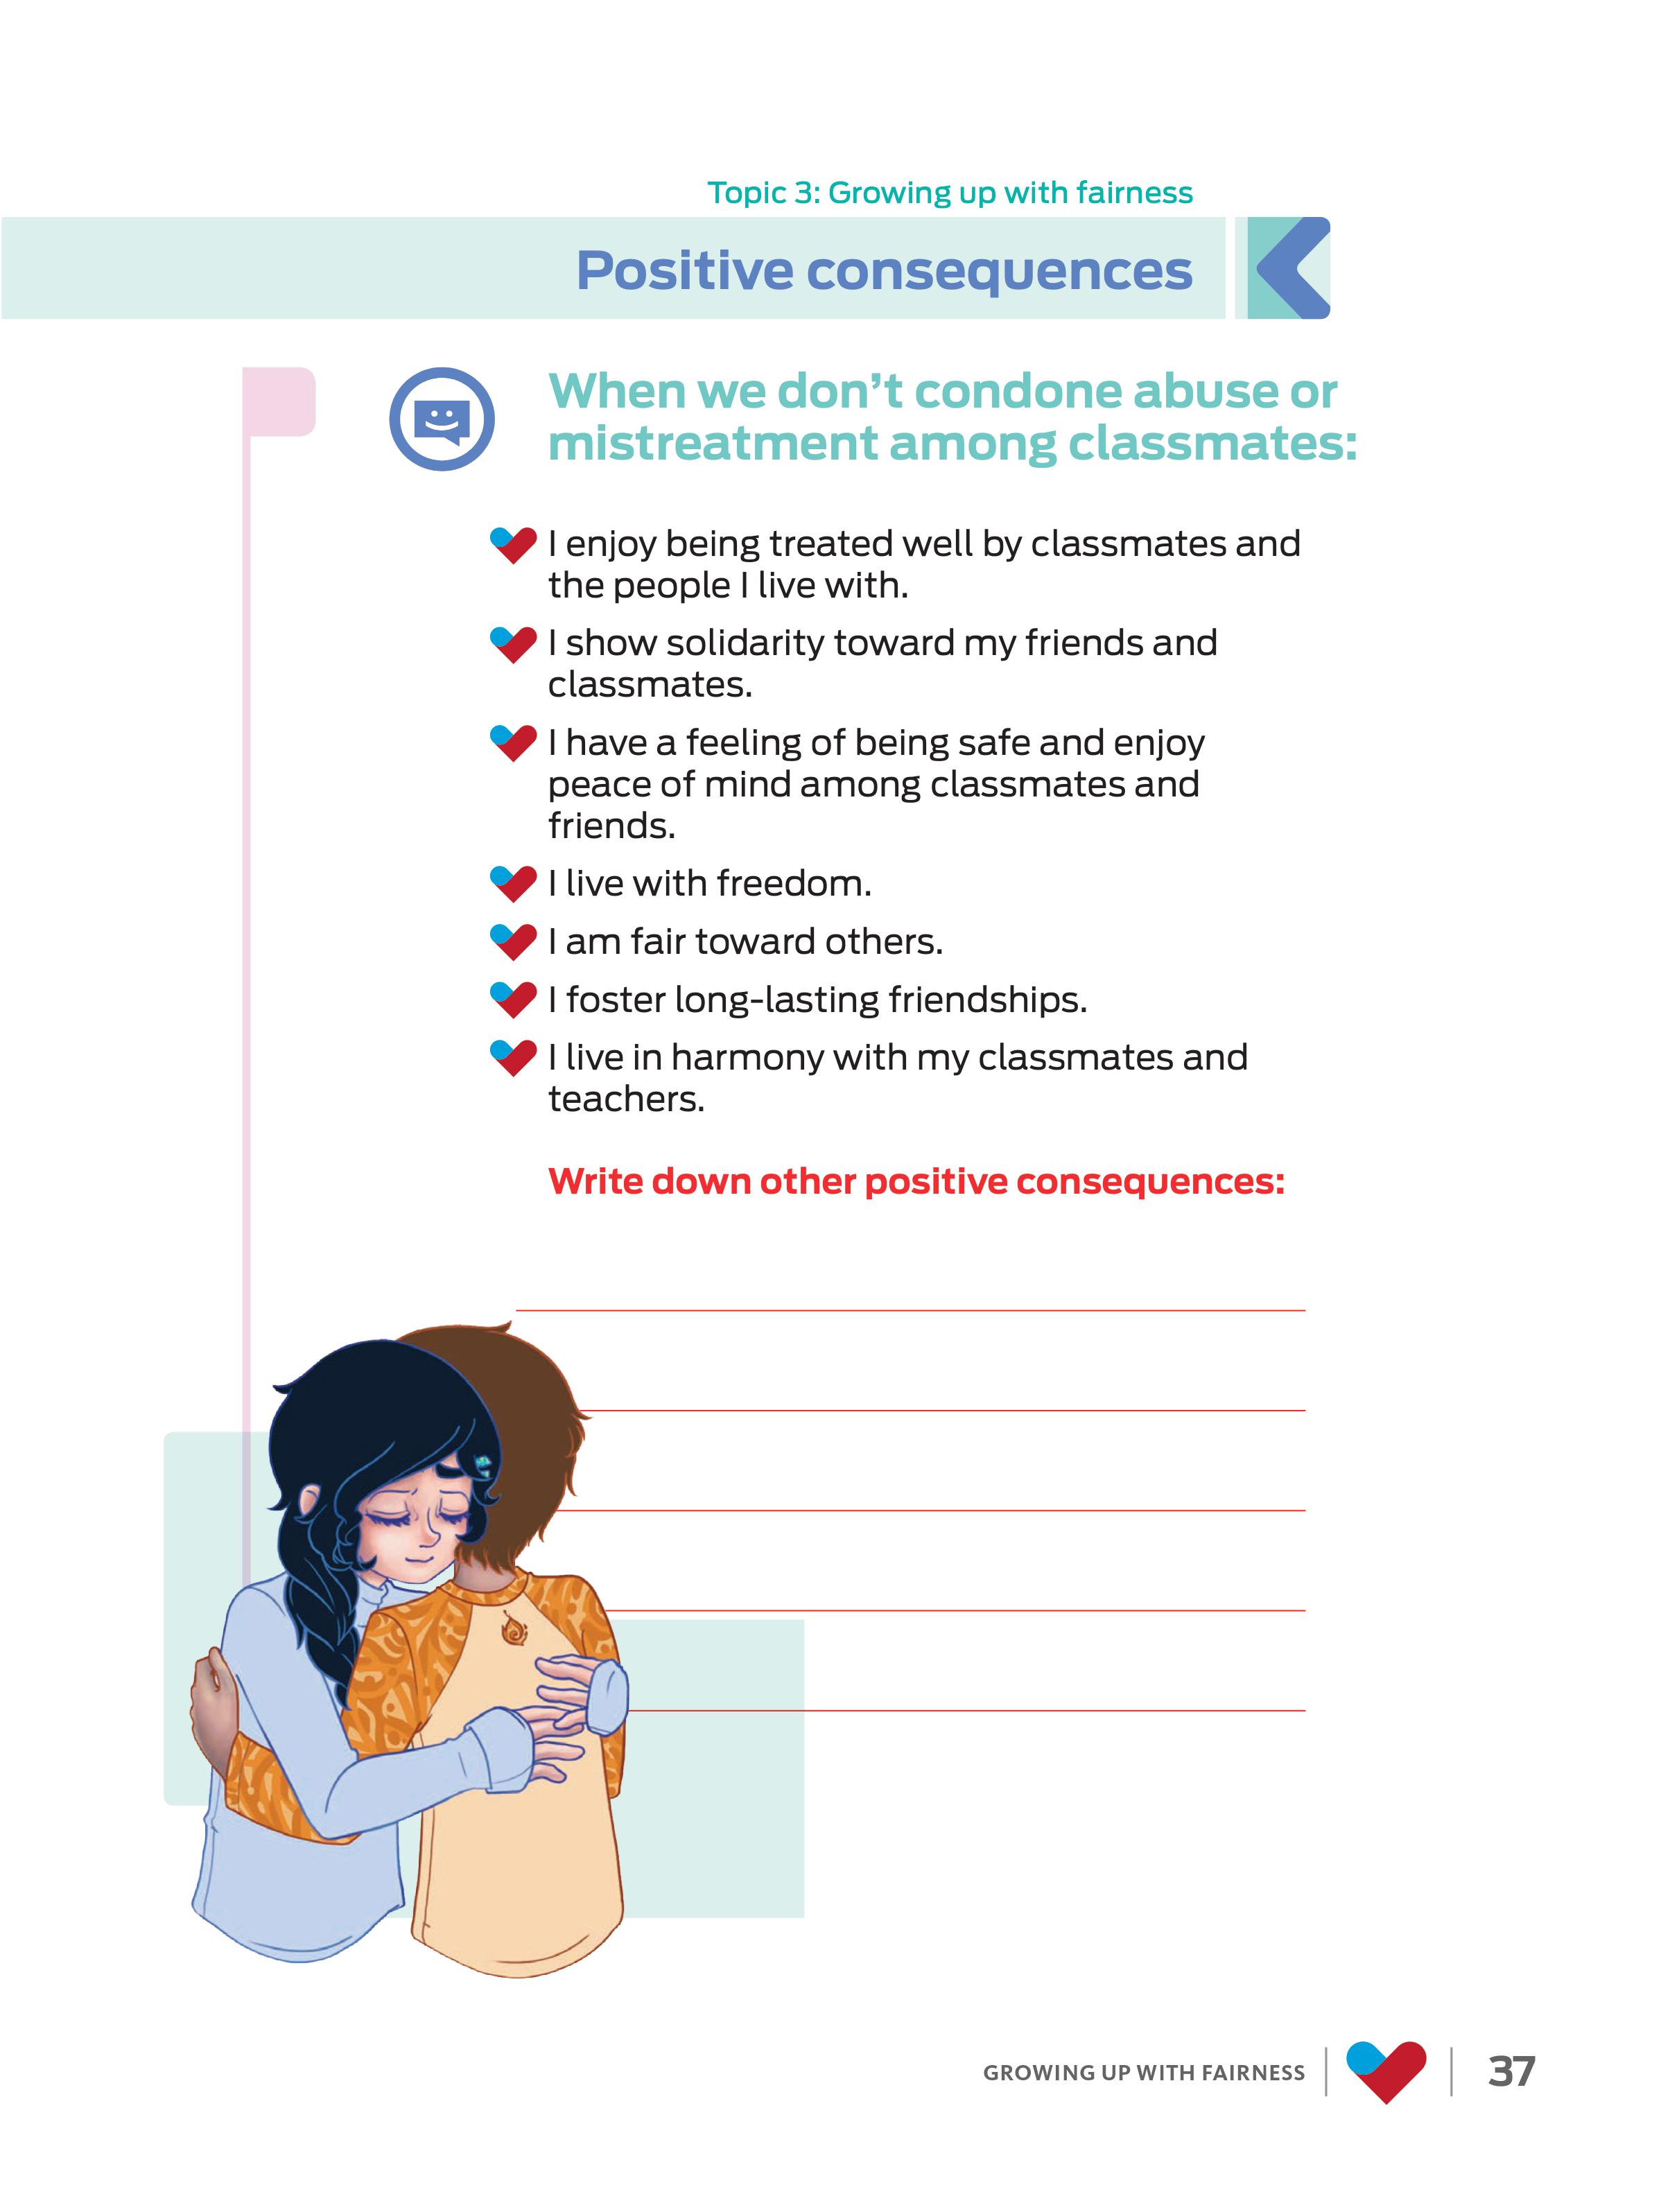 Topic 3: Growing up with fairness
Positive consequences
When we don’t condone abuse or
mistreatment among classmates:
I enjoy being treated well by classmates and
the people I live with.
I show solidarity toward my friends and
classmates.
I have a feeling of being safe and enjoy
peace of mind among classmates and
friends.
I live with freedom.
I am fair toward others.
I foster long-lasting friendships.
I live in harmony with my classmates and
teachers.
Write down other positive consequences:
GROWING UP WITH FAIRNESS
37